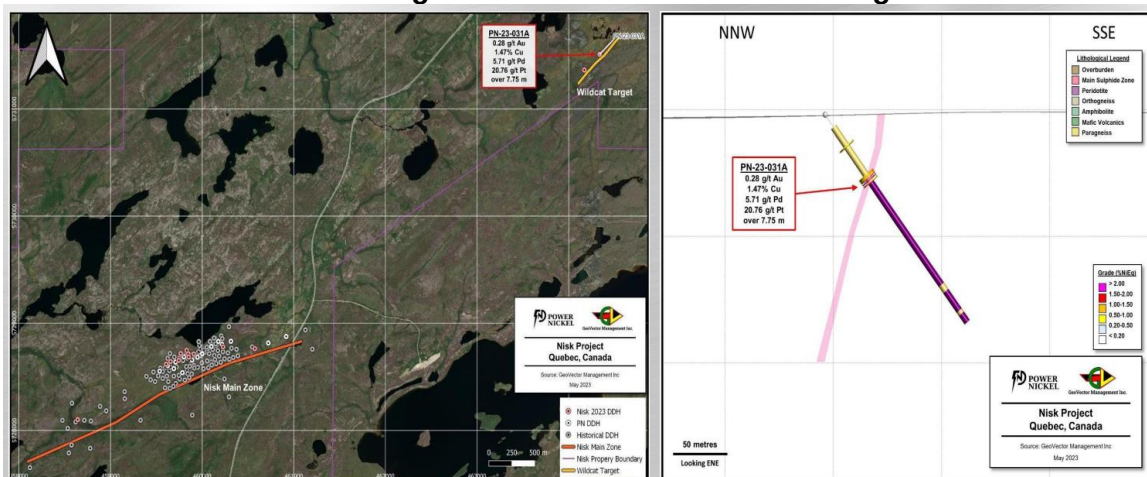 PN-23-031A
0.28 g/t Au
1.47% Cu
5.71 g/t Pd
20.76 g/t Pt
over 7.75 m
PN-23-031A
Wildcat Target
Nisk Main Zone
POWER NICKEL
GeoVector Management Inc.
Nisk Project
Quebec, Canada
Source: GeoVector Management Inc
May 2023
Nisk 2023 DDH
PN DDH
Historical DDH
Nisk Main Zone
Nisk Propery Boundary
Wildcat Target
0 250 500 m
NNW
SSE
Lithological Legend
Overburden
Main Sulphide Zone
Peridotite
Orthogneiss
Amphibolite
Mafic Volcanics
Paragneiss
PN-23-031A
0.28 g/t Au
1.47% Cu
5.71 g/t Pd
20.76 g/t Pt
over 7.75 m
Grade (%NiEq)
> 2.00
1.50-2.00
1.00-1.50
0.50-1.00
0.20-0.50
< 0.20
50 metres
Looking ENE
POWER NICKEL
GeoVector Management Inc.
Nisk Project
Quebec, Canada
Source: GeoVector Management Inc
May 2023